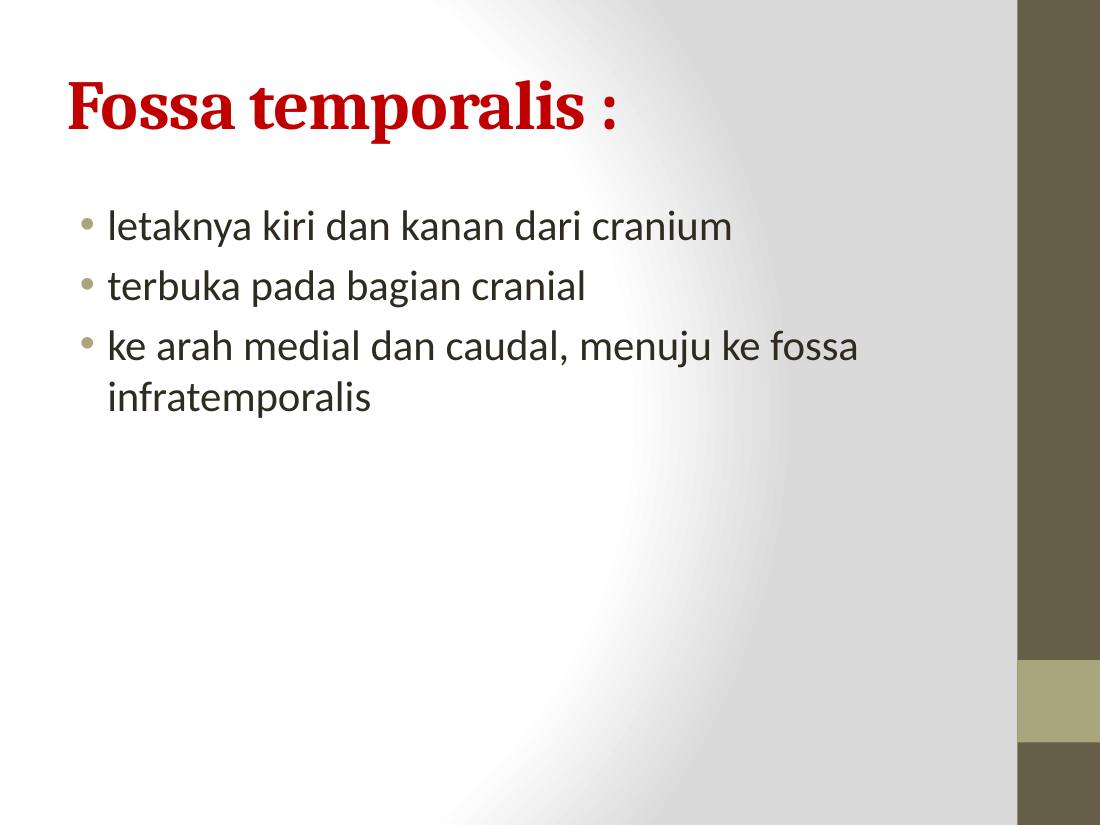 Fossa temporalis :
• letaknya kiri dan kanan dari cranium
• terbuka pada bagian cranial
• ke arah medial dan caudal, menuju ke fossa
infratemporalis